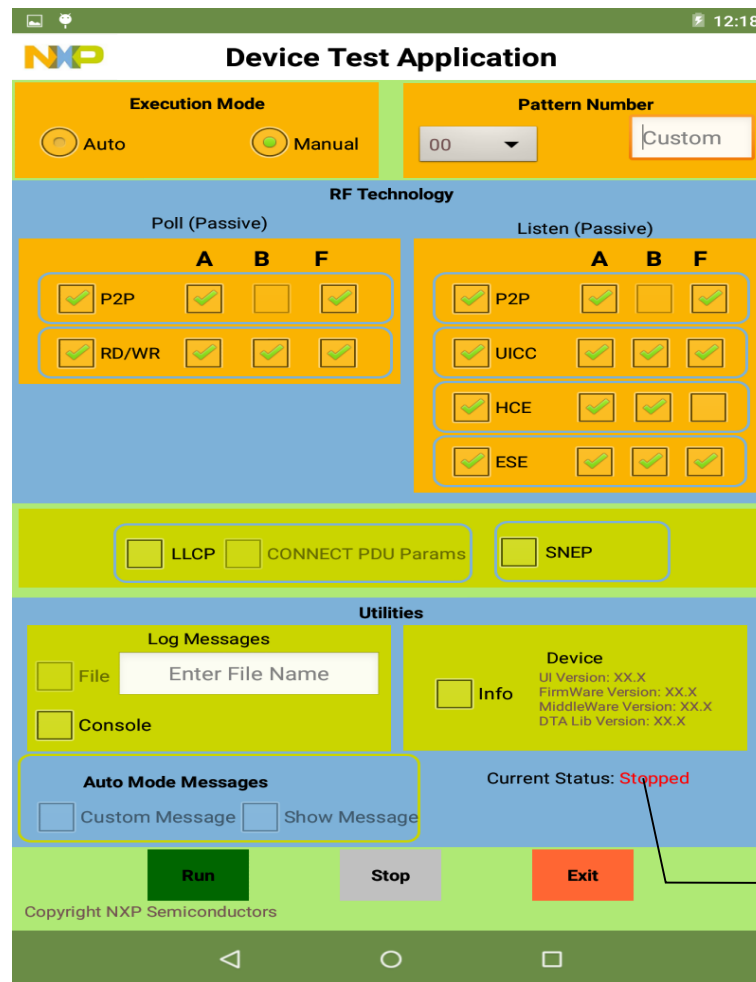 12:18
NXP
Device Test Application
Execution Mode
Auto
Manual
Pattern Number
00
Custom
RF Technology
Poll (Passive)
A B F
P2P
RD/WR
Listen (Passive)
A B F
P2P
UICC
HCE
ESE
LLCP
CONNECT PDU Params
SNEP
Utilities
Log Messages
File
Enter File Name
Console
Info
Device
UI Version: XX.X
FirmWare Version: XX.X
MiddleWare Version: XX.X
DTA Lib Version: XX.X
Auto Mode Messages
Custom Message
Show Message
Current Status: Stopped
Run
Stop
Exit
Copyright NXP Semiconductors